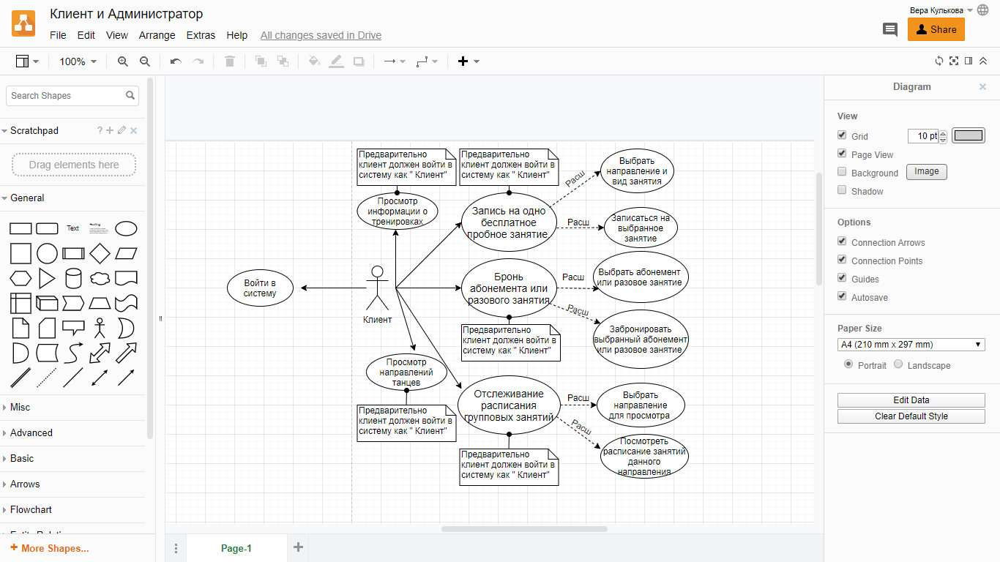 Клиент и Администратор
Вера Кулькова
File Edit View Arrange Extras Help All changes saved in Drive
Share
100%
Search Shapes
Scratchpad
?
Drag elements here
General
Text
Heading
Misc
Advanced
Basic
Arrows
Flowchart
More Shapes...
Предварительно
клиент должен войти в
систему как " Клиент"
Предварительно
клиент должен войти в
систему как " Клиент"
Выбрать
направление и
вид занятия
Расш
Просмотр
информации о
тренировках
Запись на одно
бесплатное
пробное занятие
Расш
Записаться на
выбранное
занятие
Войти в
систему
Клиент
Бронь
абонемента или
разового занятия
Расш
Выбрать абонемент
или разовое занятие
Расш
Забронировать
выбранный абонемент
или разовое занятие
Предварительно
клиент должен войти в
систему как " Клиент"
Просмотр
направлений
танцев
Предварительно
клиент должен войти в
систему как " Клиент"
Отслеживание
расписания
групповых занятий
Расш
Выбрать
направление
для просмотра
Расш
Посмотреть
расписание занятий
данного
направления
Предварительно
клиент должен войти в
систему как " Клиент"
Page-1
Diagram
View
Grid
10 pt
Page View
Background
Image
Shadow
Options
Connection Arrows
Connection Points
Guides
Autosave
Paper Size
A4 (210 mm x 297 mm)
Portrait Landscape
Edit Data
Clear Default Style